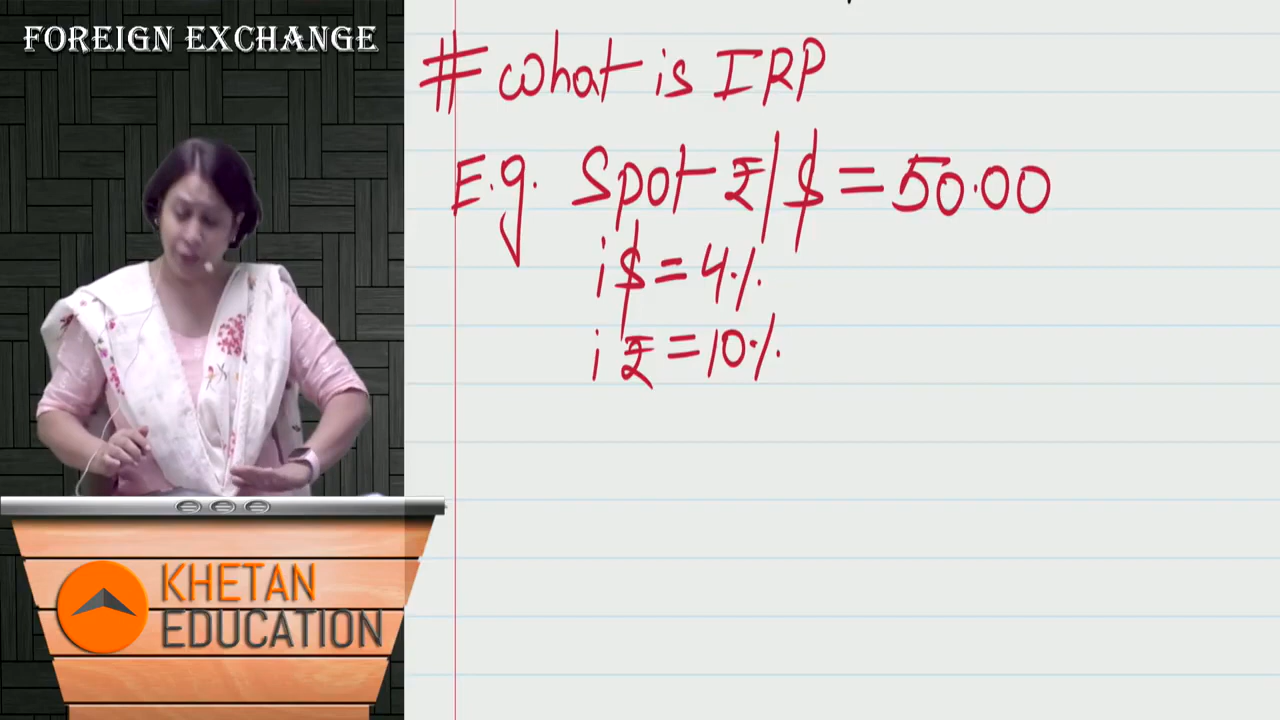 FOREIGN EXCHANGE
# What is IRP
E.g. Spot ₹/$ = 50.00
i $ = 4%
i ₹ = 10%
KHETAN
EDUCATION